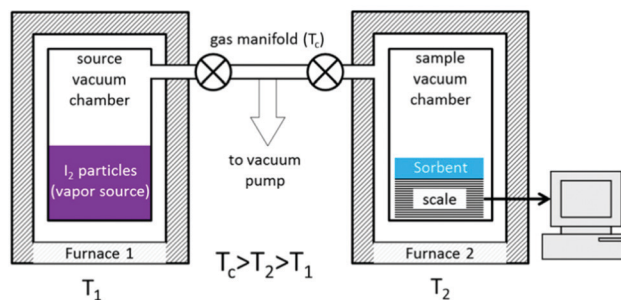 gas manifold (Tc)
source
vacuum
chamber
sample
vacuum
chamber
to vacuum
pump
I2 particles
(vapor source)
Sorbent
scale
Furnace 1
Furnace 2
Tc>T2>T1
T1
T2